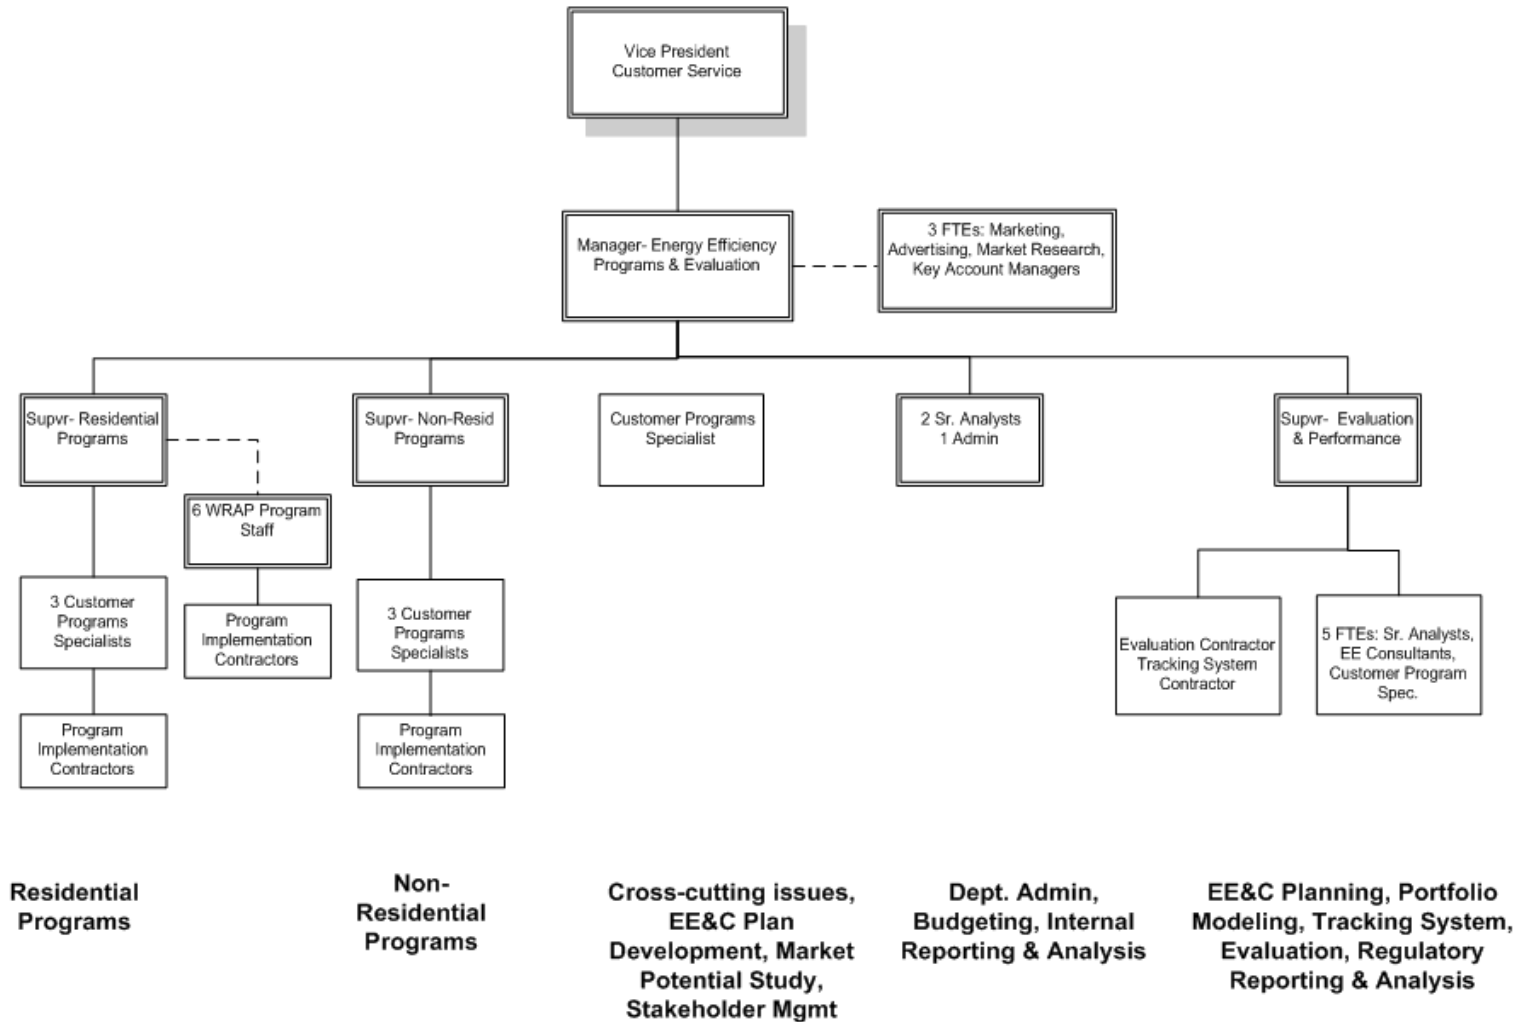 Vice President
Customer Service
Manager- Energy Efficiency
Programs & Evaluation
3 FTEs: Marketing,
Advertising, Market Research,
Key Account Managers
Supvr- Residential
Programs
Supvr- Non-Resid
Programs
Customer Programs
Specialist
2 Sr. Analysts
1 Admin
Supvr- Evaluation
& Performance
6 WRAP Program
Staff
3 Customer
Programs
Specialists
Program
Implementation
Contractors
3 Customer
Programs
Specialists
Evaluation Contractor
Tracking System
Contractor
5 FTEs: Sr. Analysts,
EE Consultants,
Customer Program
Spec.
Program
Implementation
Contractors
Program
Implementation
Contractors
Residential
Programs
Non-
Residential
Programs
Cross-cutting issues,
EE&C Plan
Development, Market
Potential Study,
Stakeholder Mgmt
Dept. Admin,
Budgeting, Internal
Reporting & Analysis
EE&C Planning, Portfolio
Modeling, Tracking System,
Evaluation, Regulatory
Reporting & Analysis